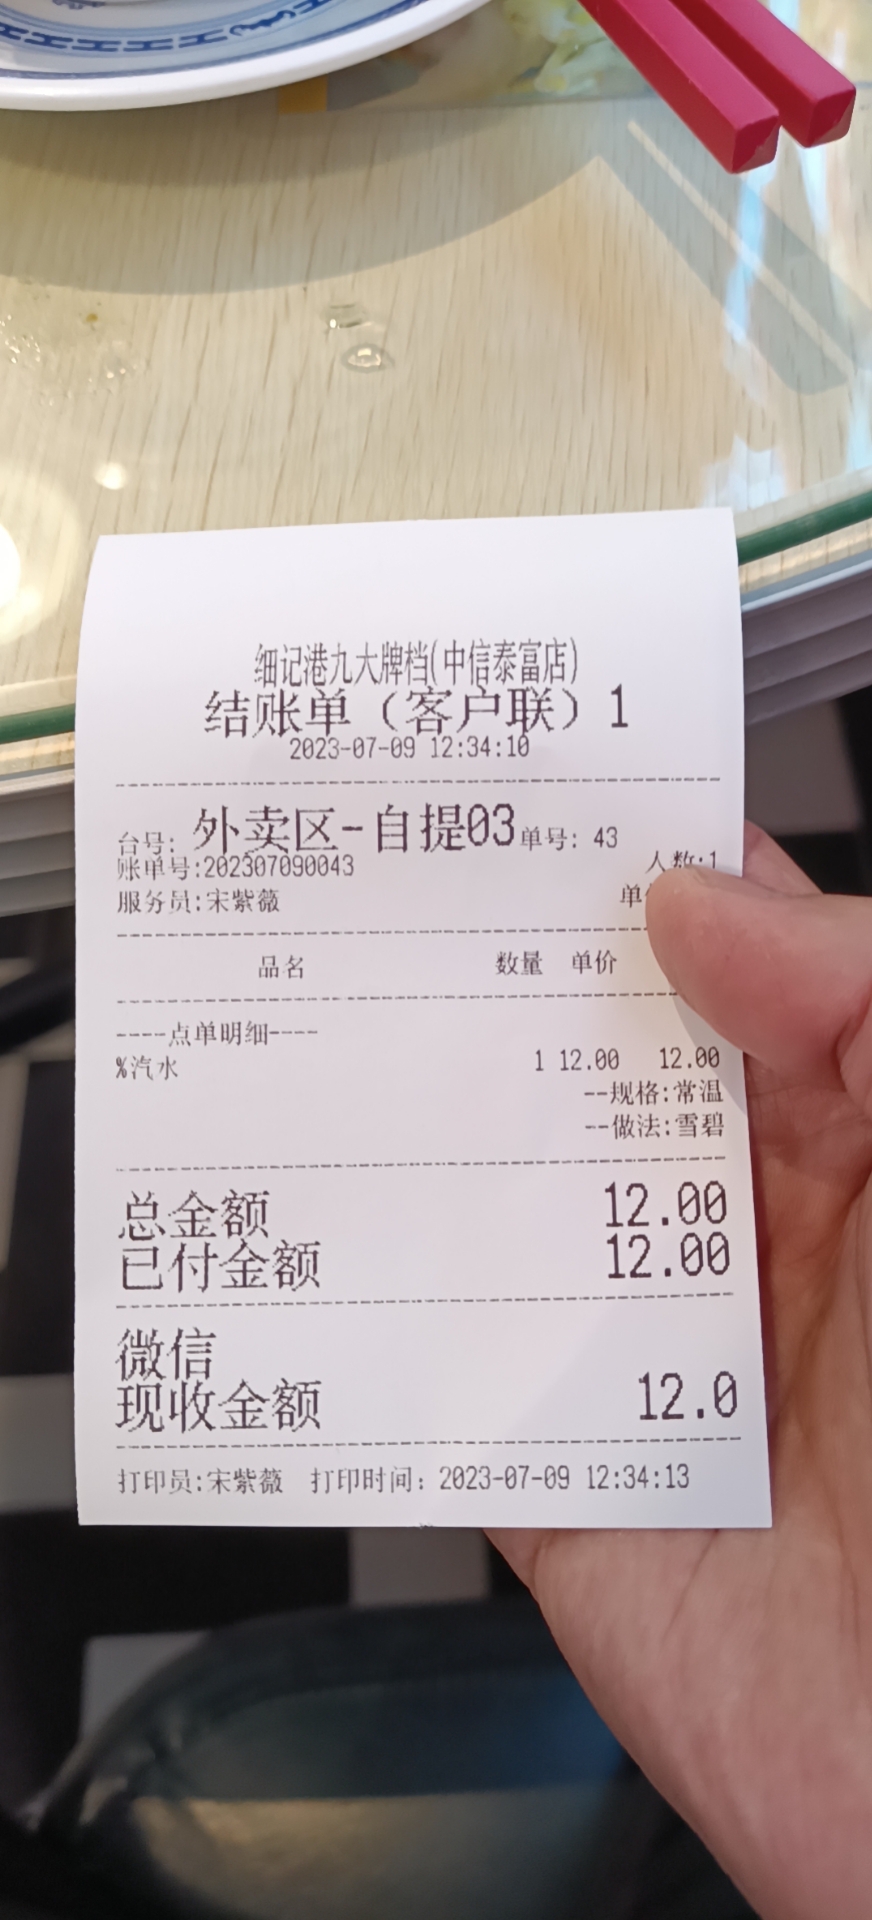 细记港九大牌档(中信泰富店)
结账单（客户联）1
2023-07-09 12:34:10
台号: 外卖区-自提03 单号: 43
账单号:202307090043 人数:1
服务员:宋紫薇 单
品名 数量 单价
----点单明细----
%汽水 1 12.00 12.00
--规格:常温
--做法:雪碧
总金额 12.00
已付金额 12.00
微信
现收金额 12.0
打印员:宋紫薇 打印时间: 2023-07-09 12:34:13